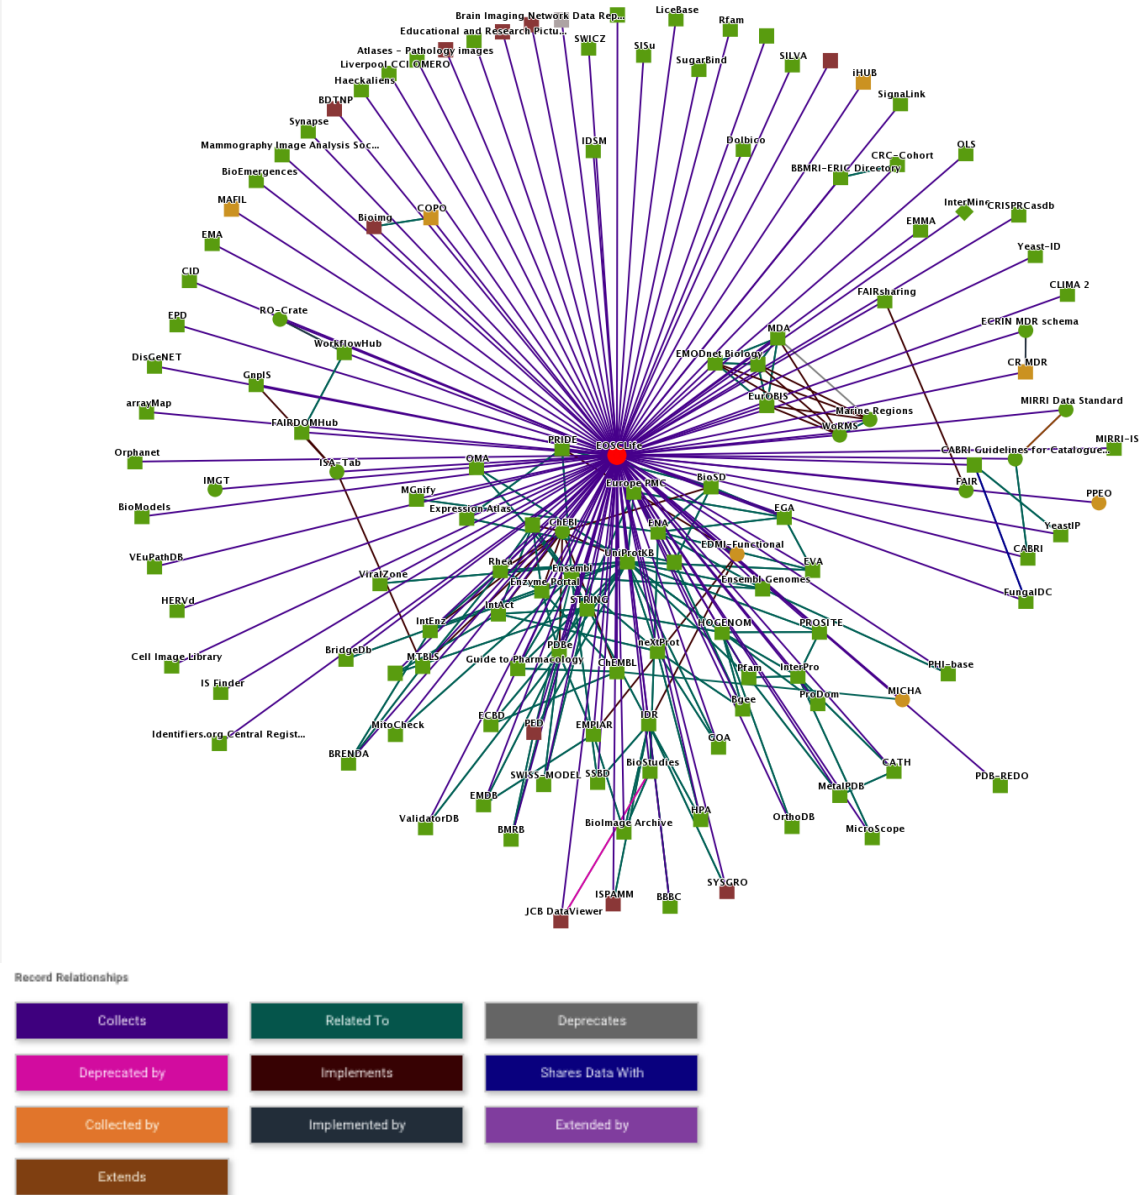 LiceBase
Brain Imaging Network Data Rep...
Rfam
Educational and Research Pictu...
SWICZ
SISu
Atlases - Pathology images
SILVA
Liverpool CCI OMERO
SugarBind
iHUB
Haeckaliens
SignaLink
BDTNP
Synapse
IDSM
Dolbico
Mammography Image Analysis Soc...
OLS
CRC-Cohort
BBMRI-ERIC Directory
BioEmergences
MAFIL
InterMine
CRISPRCasdb
COPO
Bioimg
EMMA
EMA
Yeast-ID
CID
CLIMA 2
FAIRsharing
RO-Crate
EPD
ECRIN MDR schema
MDA
WorkflowHub
EMODnet Biology
DisGeNET
CR MDR
GnpIS
EurOBIS
arrayMap
MIRRI Data Standard
Marine Regions
FAIRDOMHub
WoRMS
PRIDE
EOSCLife
MIRRI-IS
CABRI Guidelines for Catalogue...
Orphanet
OMA
ISA-Tab
BioSD
IMGT
Europe PMC
FAIR
PPEO
MGnify
BioModels
Expression Atlas
EGA
ChEBI
ENA
YeastIP
EDMI-Functional
CABRI
VEuPathDB
UniProtKB
Rhea
Ensembl
EVA
ViralZone
Enzyme Portal
Ensembl Genomes
FungalDC
HERVd
STRING
IntAct
IntEnz
HOGENOM
PROSITE
BridgeDb
PDBe
neXtProt
Cell Image Library
MTBLS
Guide to Pharmacology
ChEMBL
Pfam
InterPro
PHI-base
IS Finder
Bgee
ProDom
MICHA
Identifiers.org Central Regist...
MitoCheck
ECBD
PED
EMPIAR
IDR
GOA
BRENDA
SWISS-MODEL
SSBD
BioStudies
CATH
PDB-REDO
EMDB
MetalPDB
ValidatorDB
BMRB
BioImage Archive
HPA
OrthoDB
MicroScope
SYSGRO
ISPAMM
BBBC
JCB DataViewer
Record Relationships
Collects
Related To
Deprecates
Deprecated by
Implements
Shares Data With
Collected by
Implemented by
Extended by
Extends